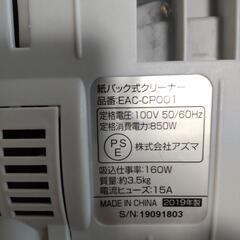 紙パック式クリーナー
品番: EAC-CP001
定格電圧: 100V 50/60Hz
定格消費電力: 850W
PS
E
株式会社アズマ
吸込仕事率: 160W
質量: 約3.5kg
電流ヒューズ: 15A
MADE IN CHINA 2019年製
S/N: 19091803